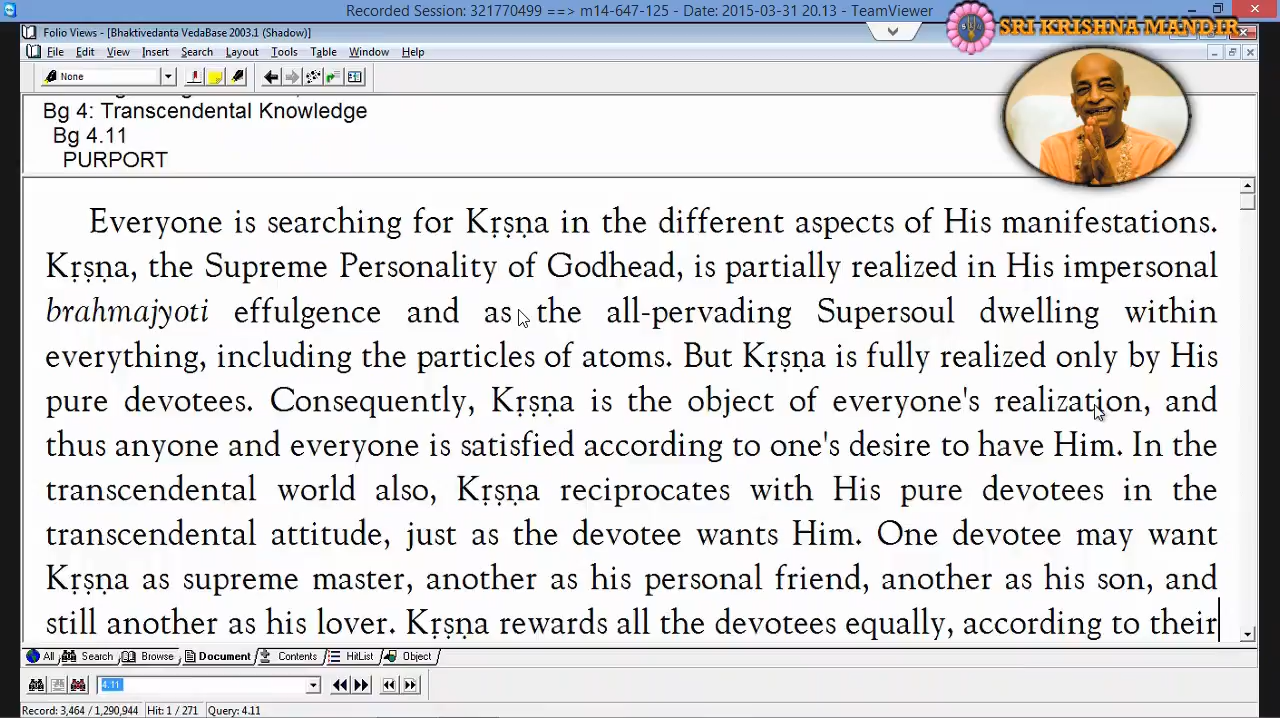 Recorded Session: 321770499 ==> m14-647-125 - Date: 2015-03-31 20.13 - TeamViewer
SRI KRISHNA MANDIR
Folio Views - [Bhaktivedanta VedaBase 2003.1 (Shadow)]
File Edit View Insert Search Layout Tools Table Window Help
None
Bg 4: Transcendental Knowledge
Bg 4.11
PURPORT
Everyone is searching for Kṛṣṇa in the different aspects of His manifestations.
Kṛṣṇa, the Supreme Personality of Godhead, is partially realized in His impersonal
brahmajyoti effulgence and as the all-pervading Supersoul dwelling within
everything, including the particles of atoms. But Kṛṣṇa is fully realized only by His
pure devotees. Consequently, Kṛṣṇa is the object of everyone's realization, and
thus anyone and everyone is satisfied according to one's desire to have Him. In the
transcendental world also, Kṛṣṇa reciprocates with His pure devotees in the
transcendental attitude, just as the devotee wants Him. One devotee may want
Kṛṣṇa as supreme master, another as his personal friend, another as his son, and
still another as his lover. Kṛṣṇa rewards all the devotees equally, according to their
All Search Browse Document Contents HitList Object
4.11
Record: 3,464 / 1,290,944 Hit: 1 / 271 Query: 4.11